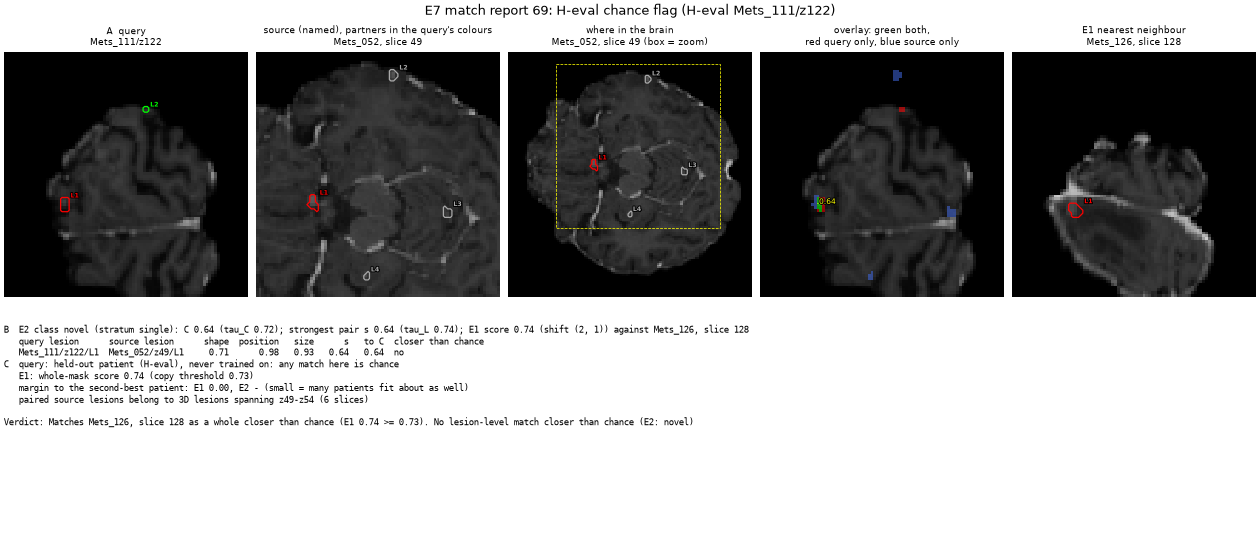 E7 match report 69: H-eval chance flag (H-eval Mets_111/z122)
A query
Mets_111/z122
source (named), partners in the query's colours
Mets_052, slice 49
where in the brain
Mets_052, slice 49 (box = zoom)
overlay: green both,
red query only, blue source only
E1 nearest neighbour
Mets_126, slice 128
L2
L1
L2
L1
L3
L4
L2
L1
L3
L4
0.64
L1
B E2 class novel (stratum single): C 0.64 (tau_C 0.72); strongest pair s 0.64 (tau_L 0.74); E1 score 0.74 (shift (2, 1)) against Mets_126, slice 128
query lesion source lesion shape position size s to C closer than chance
Mets_111/z122/L1 Mets_052/z49/L1 0.71 0.98 0.93 0.64 0.64 no
C query: held-out patient (H-eval), never trained on: any match here is chance
E1: whole-mask score 0.74 (copy threshold 0.73)
margin to the second-best patient: E1 0.00, E2 - (small = many patients fit about as well)
paired source lesions belong to 3D lesions spanning z49-z54 (6 slices)
Verdict: Matches Mets_126, slice 128 as a whole closer than chance (E1 0.74 >= 0.73). No lesion-level match closer than chance (E2: novel)